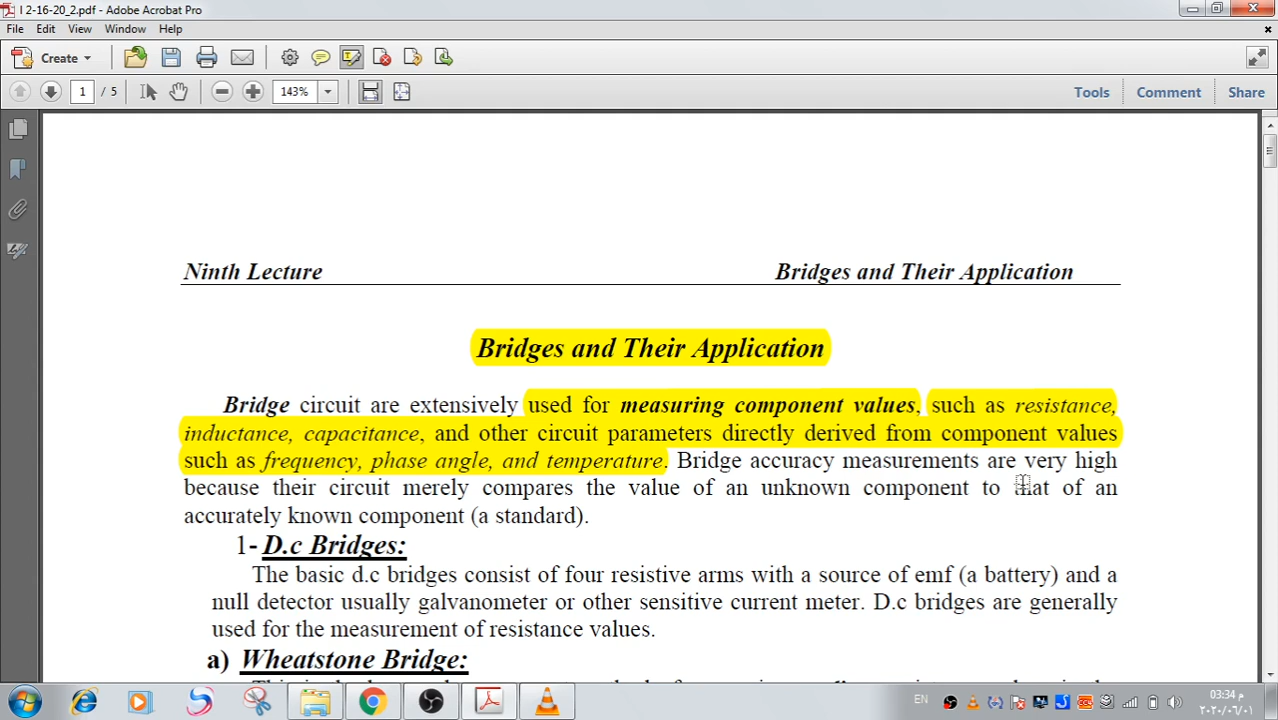 I 2-16-20_2.pdf - Adobe Acrobat Pro
File Edit View Window Help
Create
1 / 5 143% Tools Comment Share
Ninth Lecture Bridges and Their Application
Bridges and Their Application
Bridge circuit are extensively used for measuring component values, such as resistance,
inductance, capacitance, and other circuit parameters directly derived from component values
such as frequency, phase angle, and temperature. Bridge accuracy measurements are very high
because their circuit merely compares the value of an unknown component to that of an
accurately known component (a standard).
1- D.c Bridges:
The basic d.c bridges consist of four resistive arms with a source of emf (a battery) and a
null detector usually galvanometer or other sensitive current meter. D.c bridges are generally
used for the measurement of resistance values.
a) Wheatstone Bridge:
EN
03:34 م
٢٠٢٠/٠٦/٠١